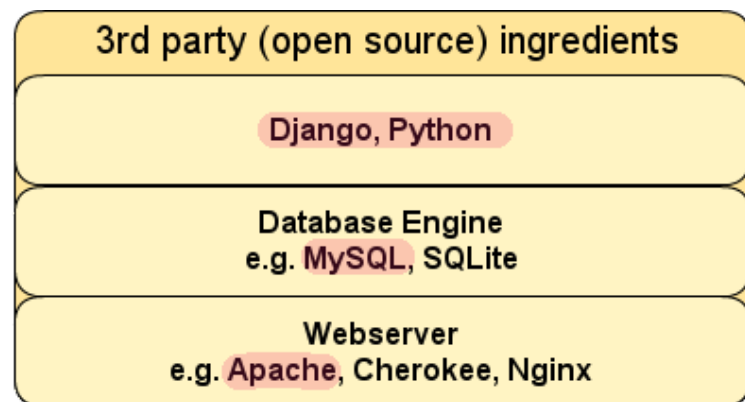 3rd party (open source) ingredients
Django, Python
Database Engine
e.g. MySQL, SQLite
Webserver
e.g. Apache, Cherokee, Nginx